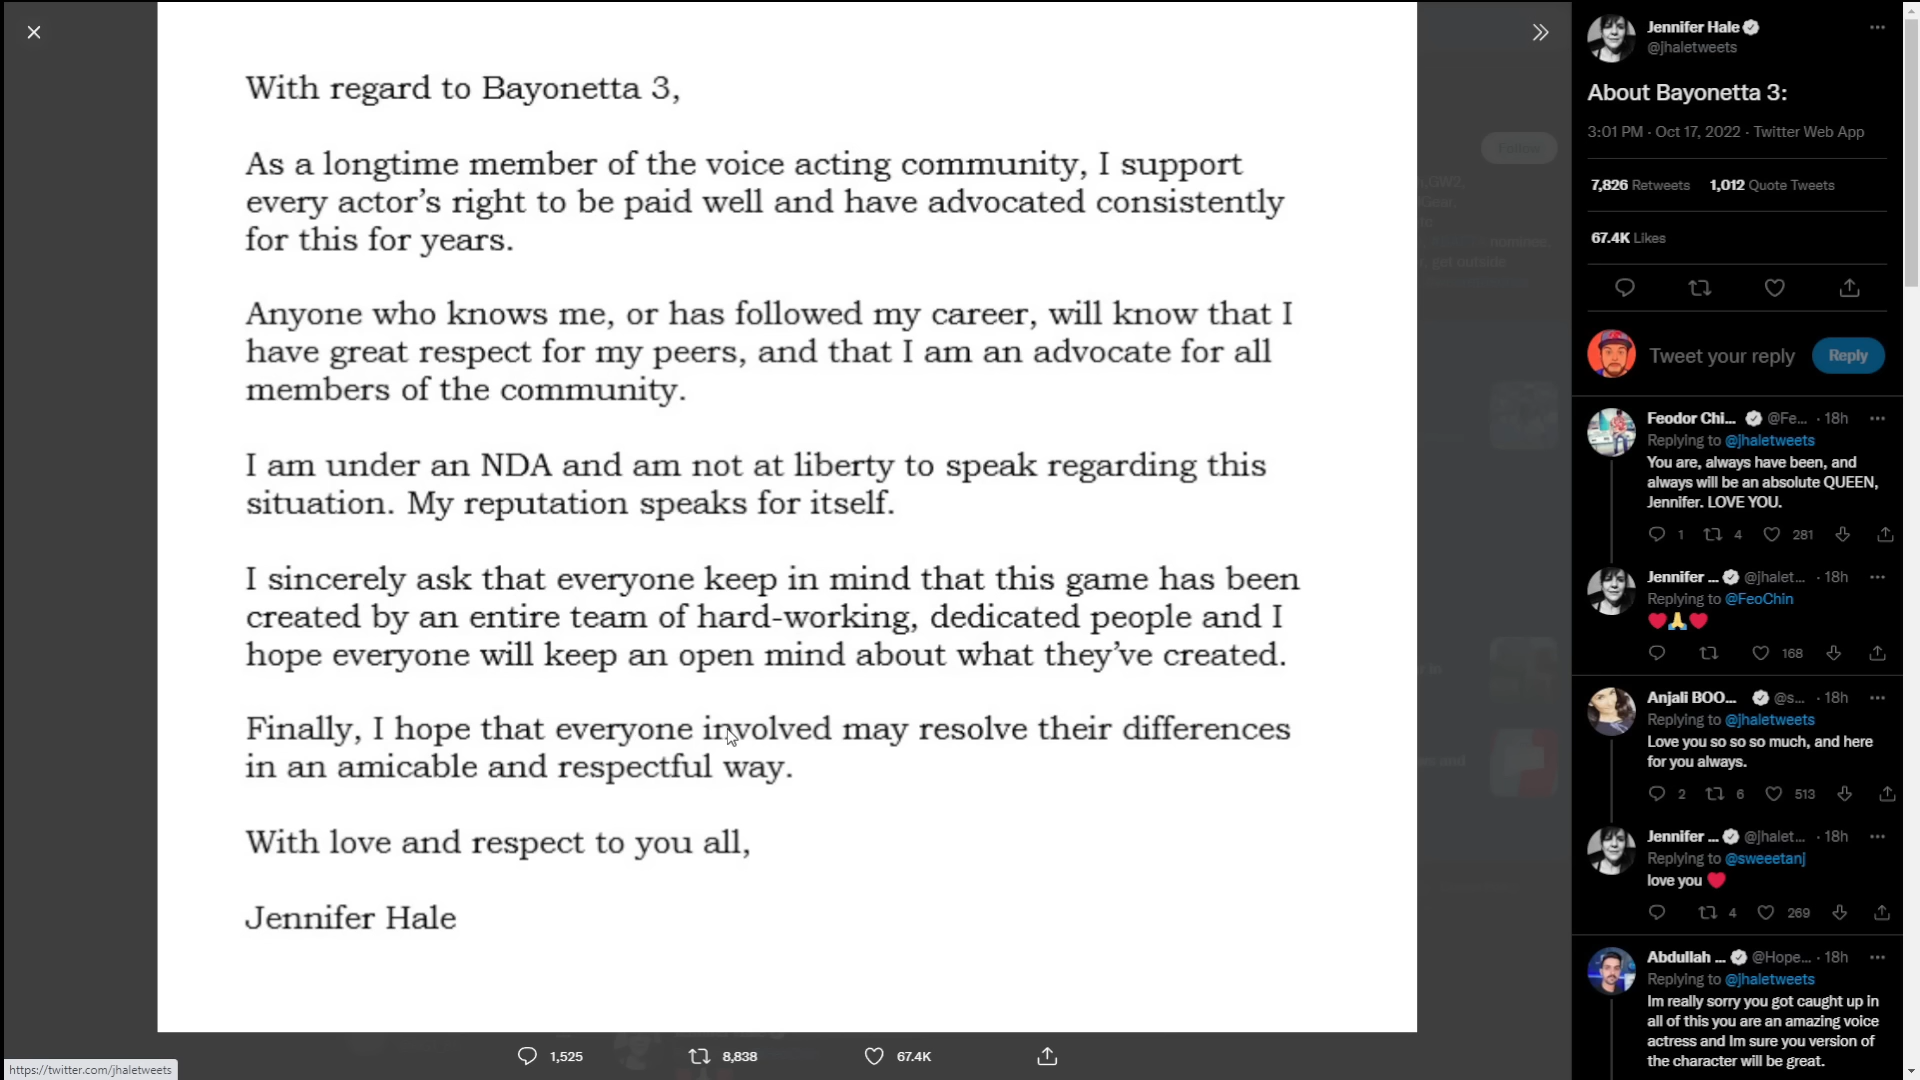 With regard to Bayonetta 3,
As a longtime member of the voice acting community, I support
every actor's right to be paid well and have advocated consistently
for this for years.
Anyone who knows me, or has followed my career, will know that I
have great respect for my peers, and that I am an advocate for all
members of the community.
I am under an NDA and am not at liberty to speak regarding this
situation. My reputation speaks for itself.
I sincerely ask that everyone keep in mind that this game has been
created by an entire team of hard-working, dedicated people and I
hope everyone will keep an open mind about what they've created.
Finally, I hope that everyone involved may resolve their differences
in an amicable and respectful way.
With love and respect to you all,
Jennifer Hale
1,525 8,838 67.4K
https://twitter.com/jhaletweets
Follow
GW2,
nominee.
get outside
and
Jennifer Hale
@jhaletweets
About Bayonetta 3:
3:01 PM · Oct 17, 2022 · Twitter Web App
7,826 Retweets 1,012 Quote Tweets
67.4K Likes
Tweet your reply Reply
Feodor Chi... @Fe... · 18h
Replying to @jhaletweets
You are, always have been, and
always will be an absolute QUEEN,
Jennifer. LOVE YOU.
1 4 281
Jennifer ... @jhalet... · 18h
Replying to @FeoChin
❤️🙏❤️
168
Anjali BOO... @s... · 18h
Replying to @jhaletweets
Love you so so so much, and here
for you always.
2 6 513
Jennifer ... @jhalet... · 18h
Replying to @sweeetanj
love you ❤️
4 269
Abdullah ... @Hope... · 18h
Replying to @jhaletweets
Im really sorry you got caught up in
all of this you are an amazing voice
actress and Im sure you version of
the character will be great.